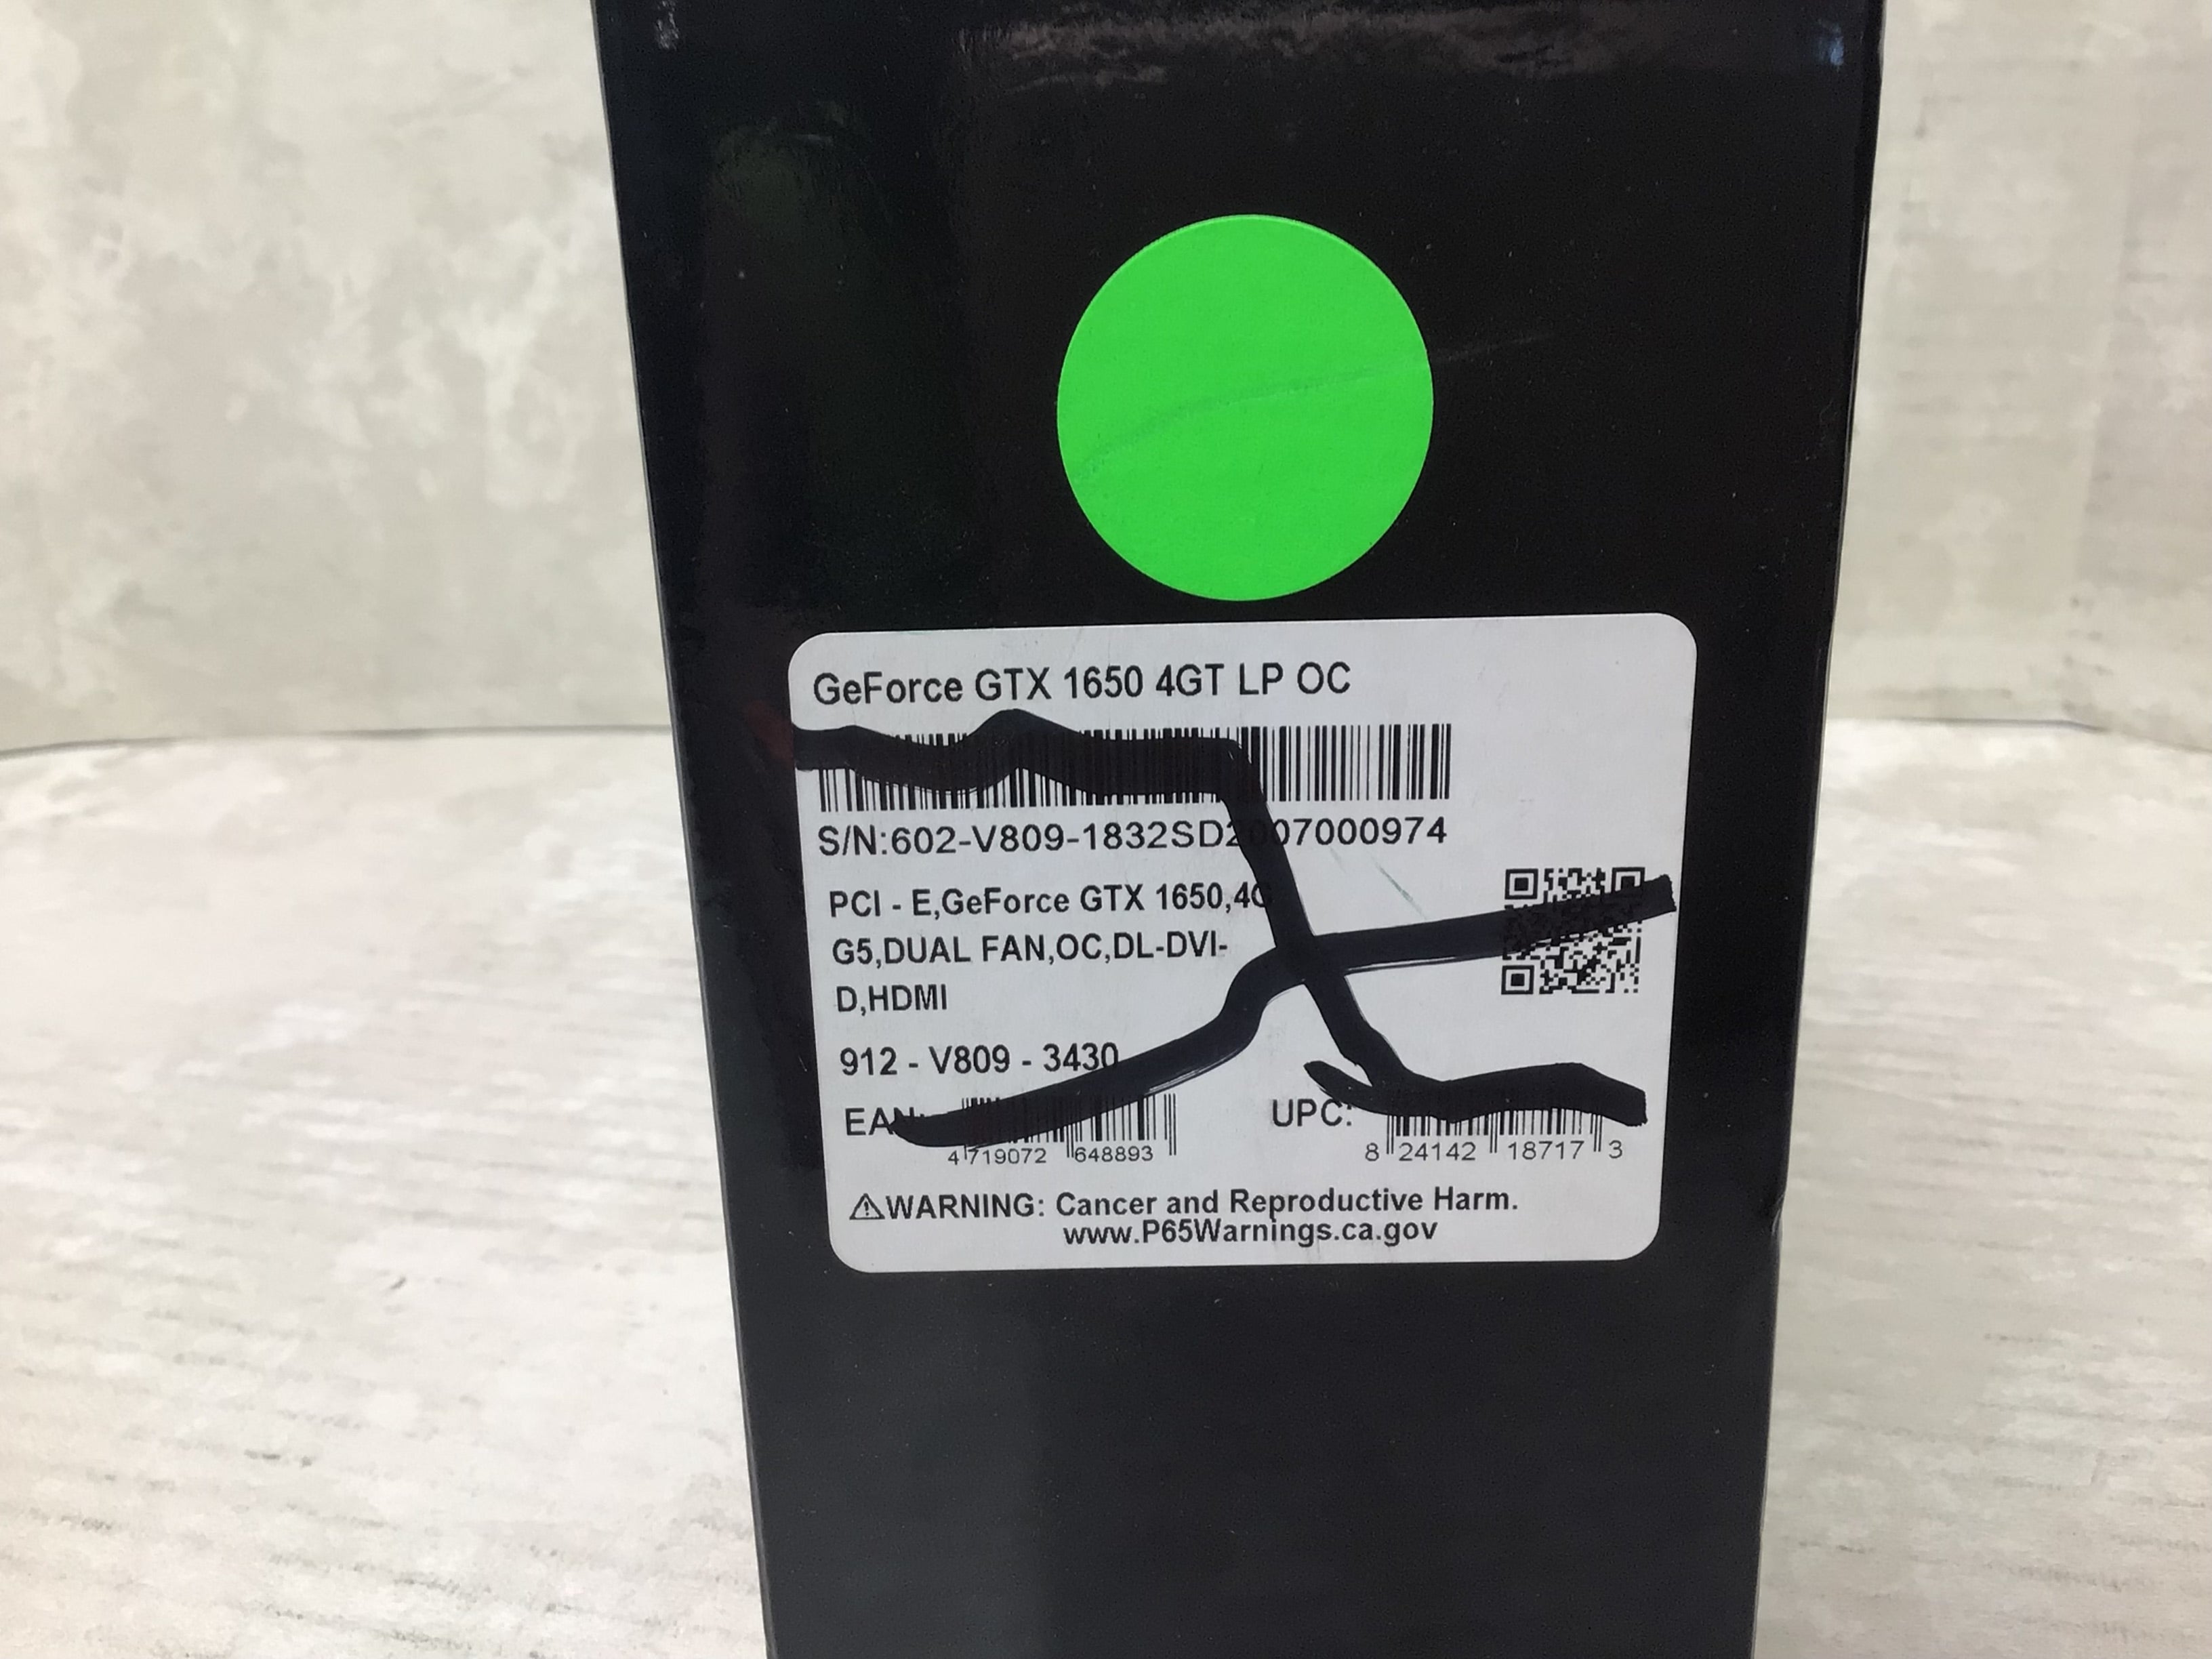 GeForce GTX 1650 4GT LP OC
S/N:602-V809-1832SD2007000974
PCI - E,GeForce GTX 1650,4G
G5,DUAL FAN,OC,DL-DVI-
D,HDMI
912 - V809 - 3430
EAN:
4 719072 648893
UPC:
8 24142 18717 3
⚠WARNING: Cancer and Reproductive Harm.
www.P65Warnings.ca.gov